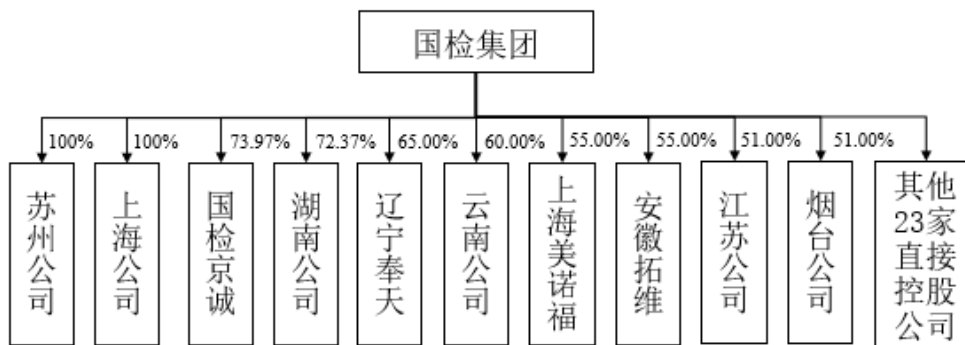 国检集团
100%
100%
73.97%
72.37%
65.00%
60.00%
55.00%
55.00%
51.00%
51.00%
苏州公司
上海公司
国检京诚
湖南公司
辽宁奉天
云南公司
上海美诺福
安徽拓维
江苏公司
烟台公司
其他
23家
直接
控股
公司